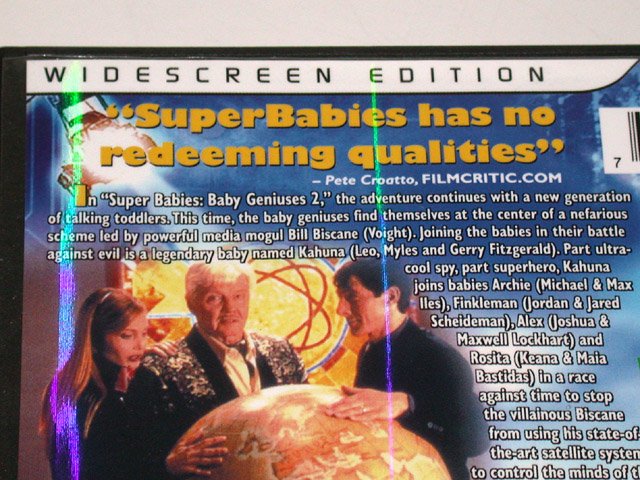 WIDESCREEN EDITION
"SuperBabies has no
redeeming qualities"
– Pete Croatto, FILMCRITIC.COM
In "Super Babies: Baby Geniuses 2," the adventure continues with a new generation
of talking toddlers. This time, the baby geniuses find themselves at the center of a nefarious
scheme led by powerful media mogul Bill Biscane (Voight). Joining the babies in their battle
against evil is a legendary baby named Kahuna (Leo, Myles and Gerry Fitzgerald). Part ultra-
cool spy, part superhero, Kahuna
joins babies Archie (Michael & Max
Iles), Finkleman (Jordan & Jared
Scheideman), Alex (Joshua &
Maxwell Lockhart) and
Rosita (Keana & Maia
Bastidas) in a race
against time to stop
the villainous Biscane
from using his state-of-
the-art satellite system
to control the minds of
7